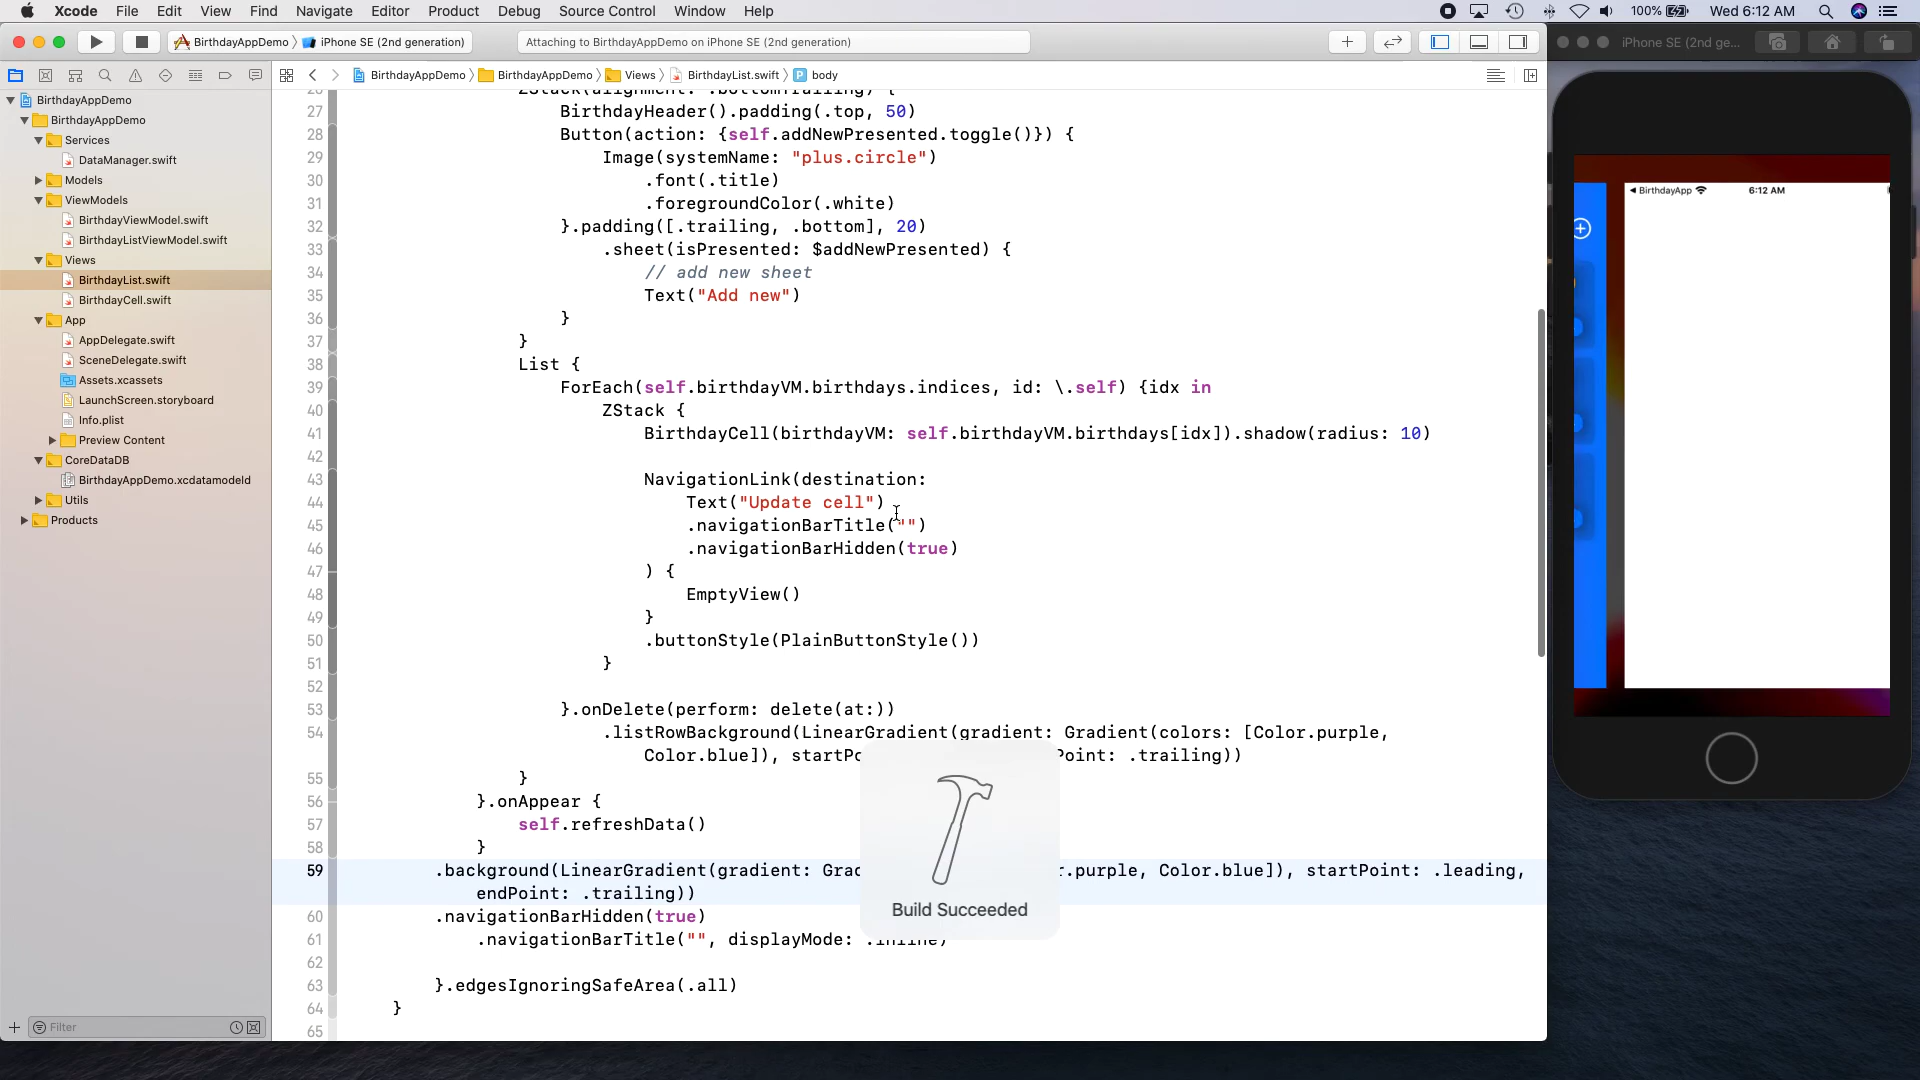 Xcode File Edit View Find Navigate Editor Product Debug Source Control Window Help 100% Wed 6:12 AM
BirthdayAppDemo iPhone SE (2nd generation) Attaching to BirthdayAppDemo on iPhone SE (2nd generation) iPhone SE (2nd ge...
BirthdayAppDemo BirthdayAppDemo Views BirthdayList.swift P body
BirthdayAppDemo
BirthdayAppDemo
Services
DataManager.swift
Models
ViewModels
BirthdayViewModel.swift
BirthdayListViewModel.swift
Views
BirthdayList.swift
BirthdayCell.swift
App
AppDelegate.swift
SceneDelegate.swift
Assets.xcassets
LaunchScreen.storyboard
Info.plist
Preview Content
CoreDataDB
BirthdayAppDemo.xcdatamodeld
Utils
Products
Filter
26 ZStack(alignment: .bottomTrailing) {
27 BirthdayHeader().padding(.top, 50)
28 Button(action: {self.addNewPresented.toggle()}) {
29 Image(systemName: "plus.circle")
30 .font(.title)
31 .foregroundColor(.white)
32 }.padding([.trailing, .bottom], 20)
33 .sheet(isPresented: $addNewPresented) {
34 // add new sheet
35 Text("Add new")
36 }
37 }
38 List {
39 ForEach(self.birthdayVM.birthdays.indices, id: \.self) {idx in
40 ZStack {
41 BirthdayCell(birthdayVM: self.birthdayVM.birthdays[idx]).shadow(radius: 10)
42
43 NavigationLink(destination:
44 Text("Update cell")
45 .navigationBarTitle("")
46 .navigationBarHidden(true)
47 ) {
48 EmptyView()
49 }
50 .buttonStyle(PlainButtonStyle())
51 }
52
53 }.onDelete(perform: delete(at:))
54 .listRowBackground(LinearGradient(gradient: Gradient(colors: [Color.purple,
Color.blue]), startPo Point: .trailing))
55 }
56 }.onAppear {
57 self.refreshData()
58 }
59 .background(LinearGradient(gradient: Grad r.purple, Color.blue]), startPoint: .leading,
endPoint: .trailing))
60 .navigationBarHidden(true)
61 .navigationBarTitle("", displayMode: .inline)
62
63 }.edgesIgnoringSafeArea(.all)
64 }
65
Build Succeeded
BirthdayApp 6:12 AM